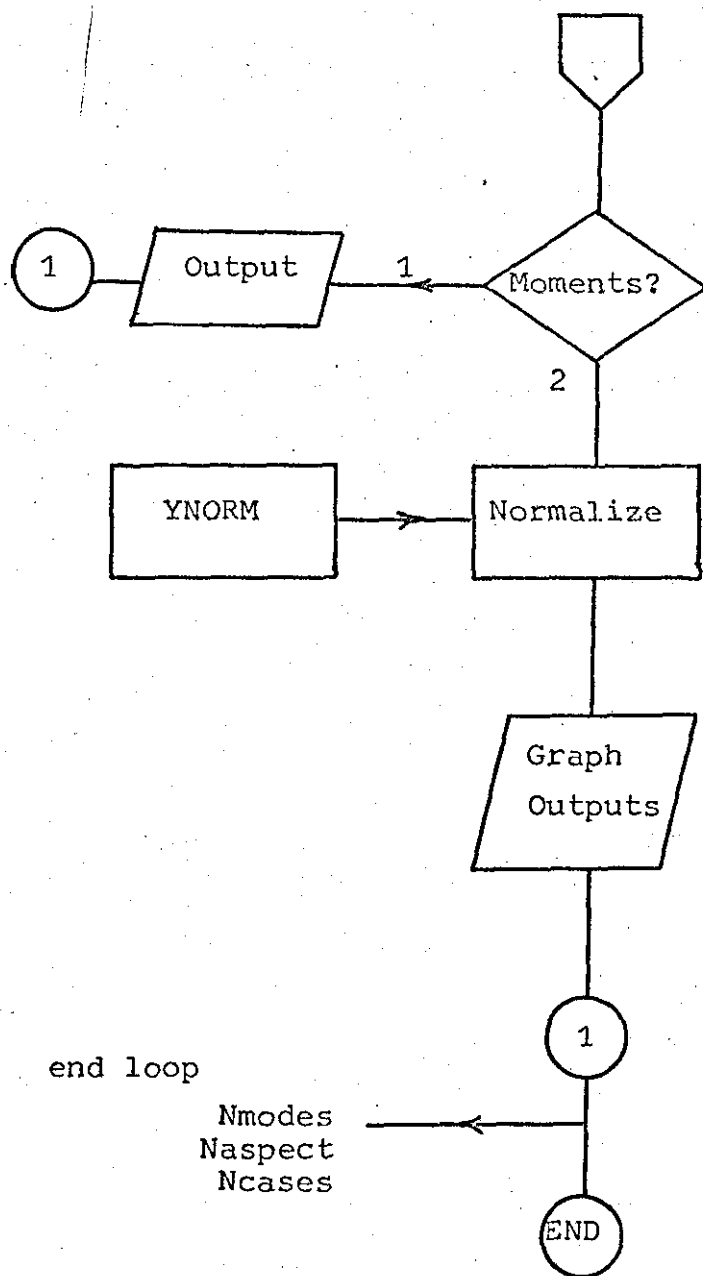 1
Output
1
Moments?
2
YNORM
Normalize
Graph
Outputs
1
end loop
Nmodes
Naspect
Ncases
END